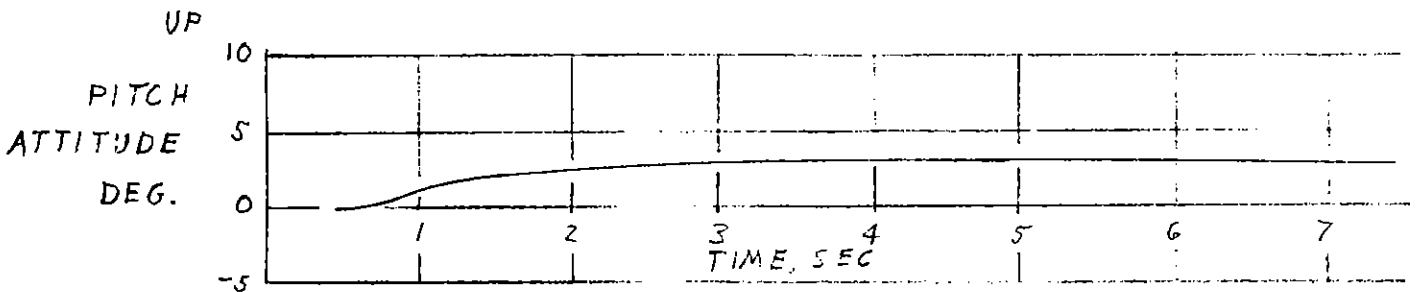 UP
10
PITCH
ATTITUDE
DEG.
5
0
-5
1 2 3 4 5 6 7
TIME, SEC